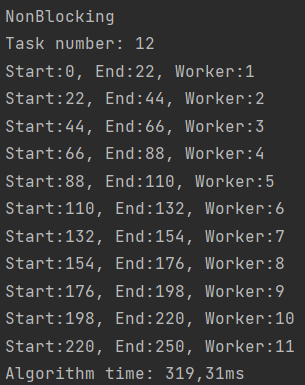 NonBlocking
Task number: 12
Start:0, End:22, Worker:1
Start:22, End:44, Worker:2
Start:44, End:66, Worker:3
Start:66, End:88, Worker:4
Start:88, End:110, Worker:5
Start:110, End:132, Worker:6
Start:132, End:154, Worker:7
Start:154, End:176, Worker:8
Start:176, End:198, Worker:9
Start:198, End:220, Worker:10
Start:220, End:250, Worker:11
Algorithm time: 319,31ms